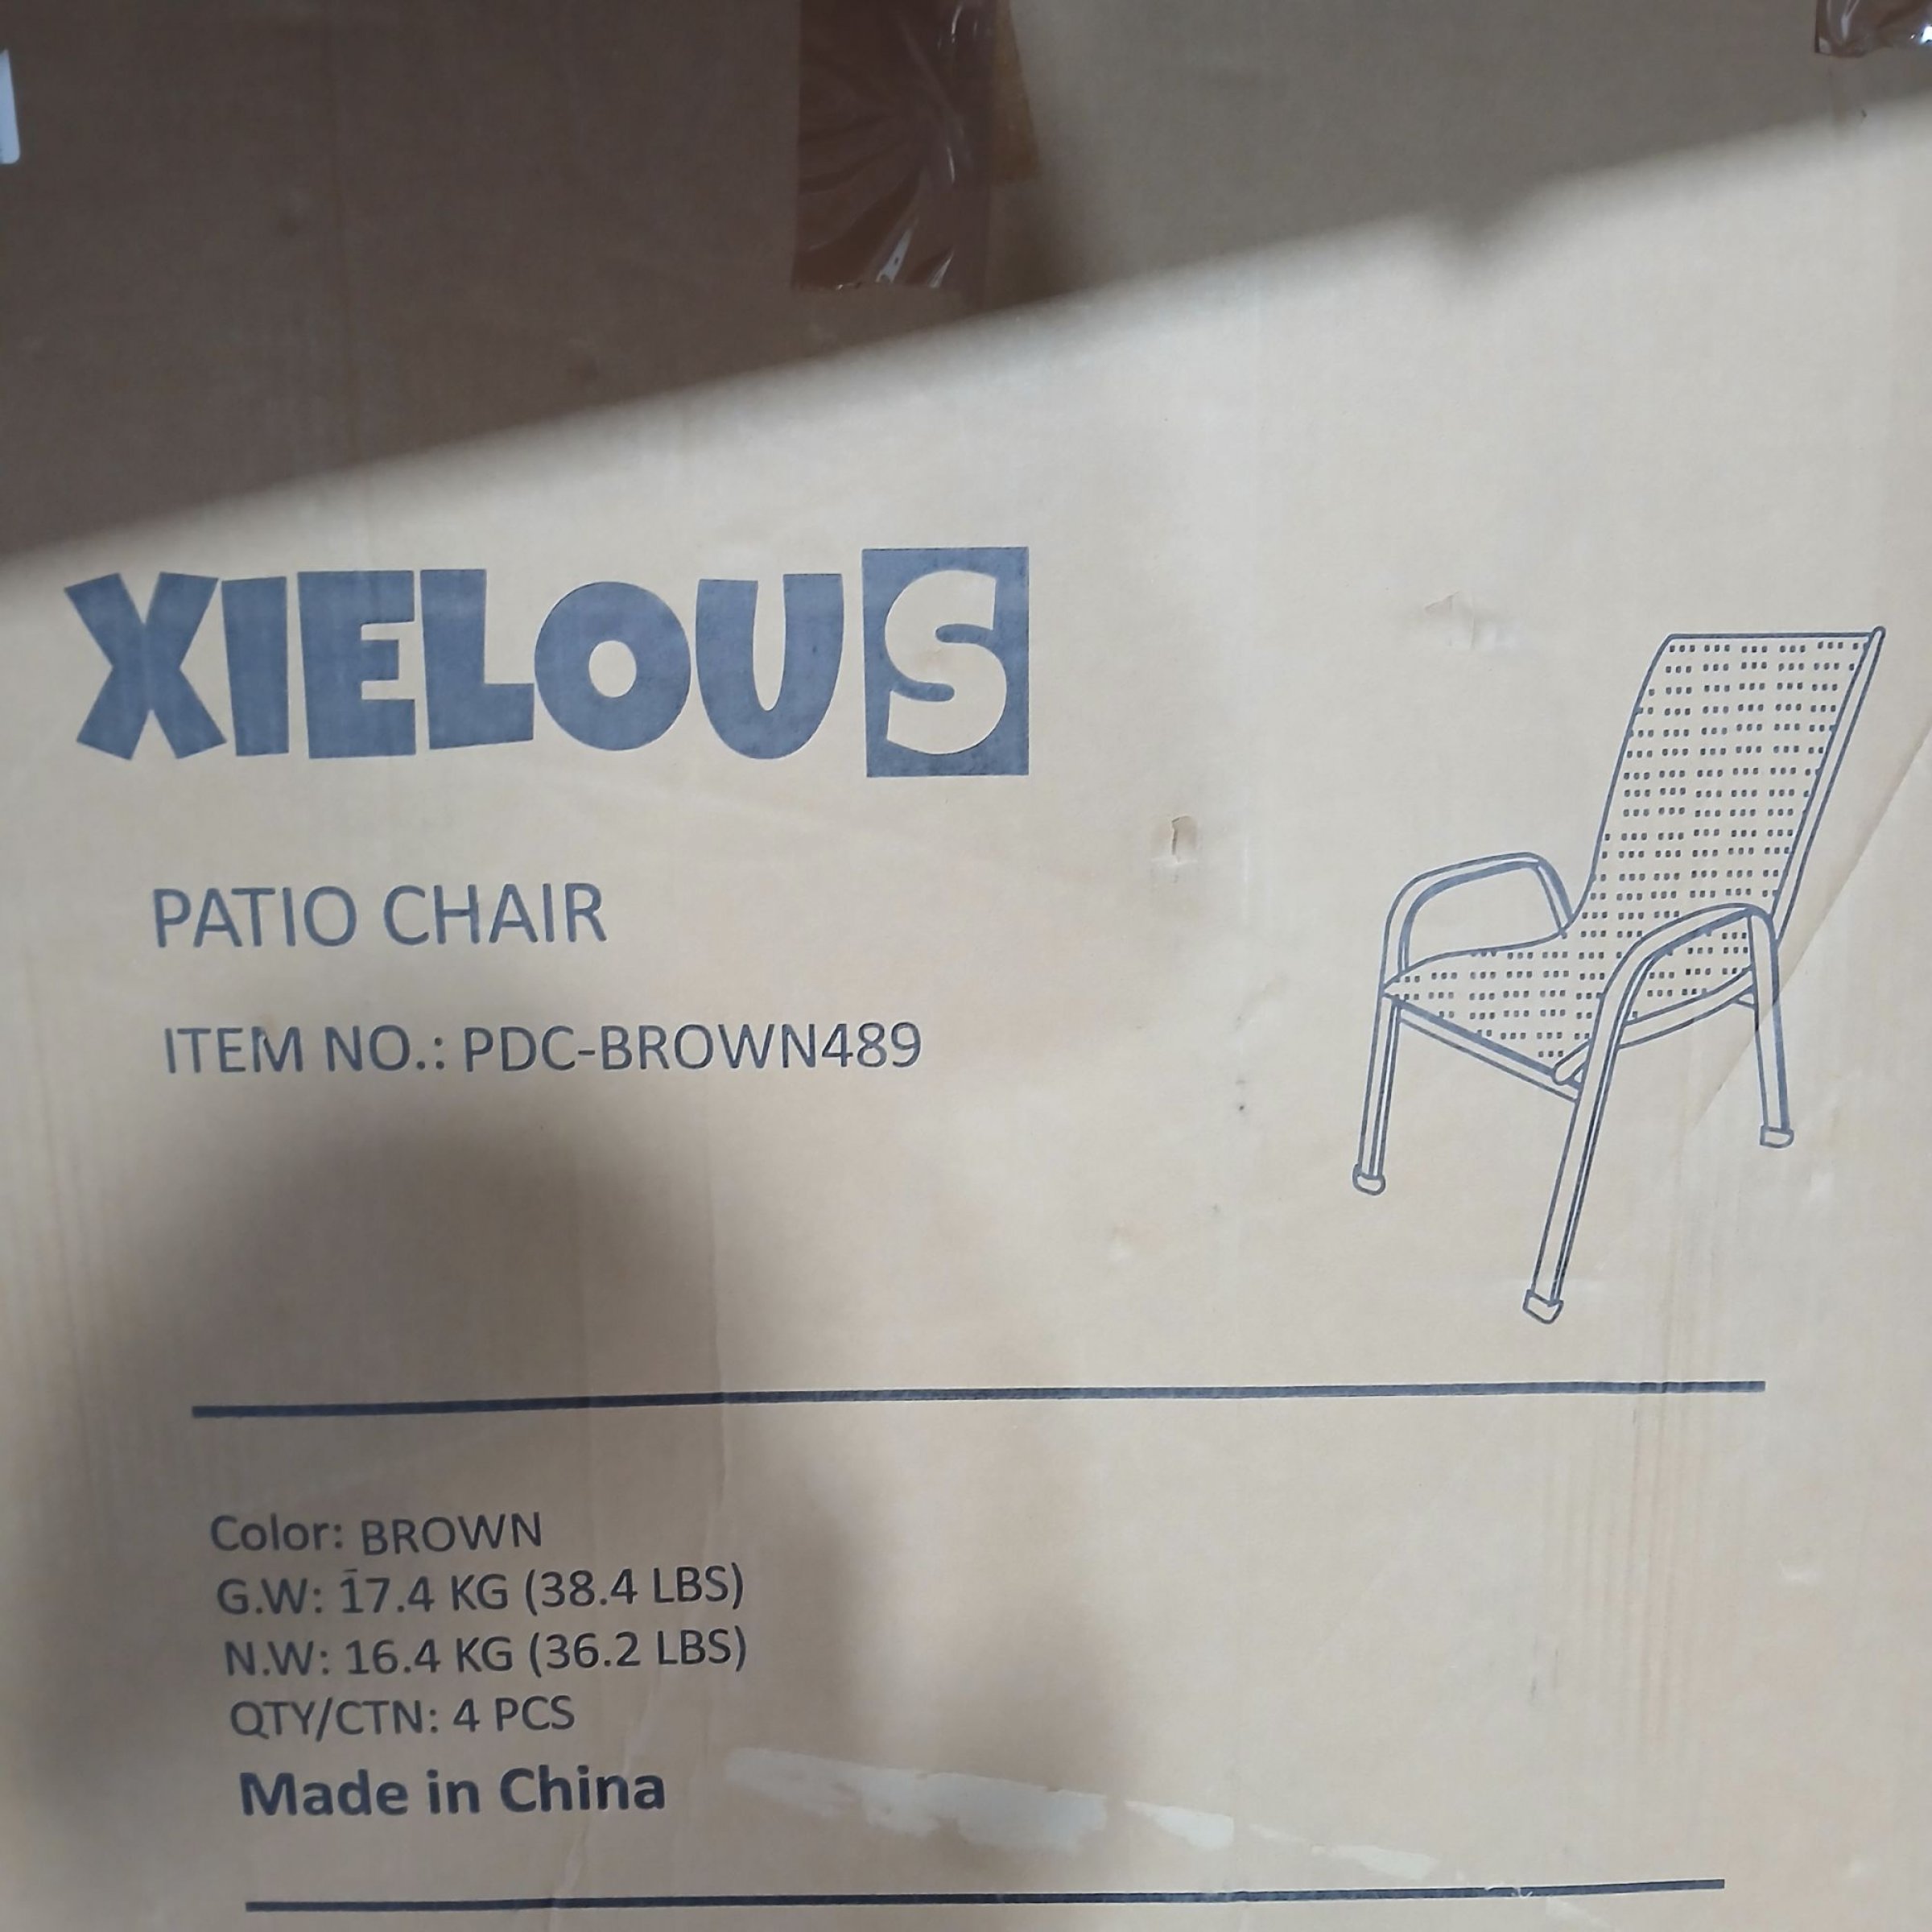 XIELOUS
PATIO CHAIR
ITEM NO.: PDC-BROWN489
Color: BROWN
G.W: 17.4 KG (38.4 LBS)
N.W: 16.4 KG (36.2 LBS)
QTY/CTN: 4 PCS
Made in China